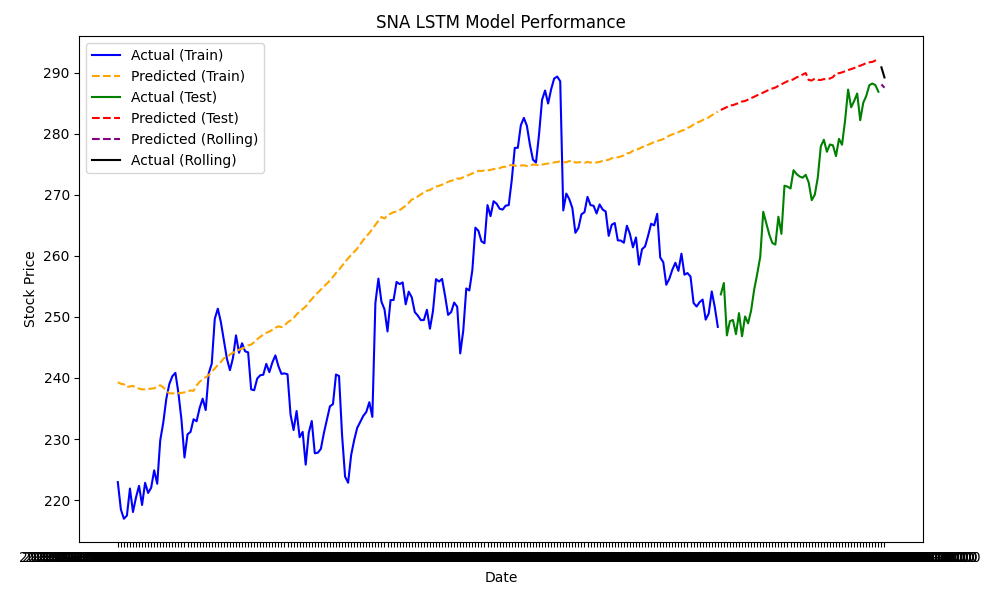 SNA LSTM Model Performance
Actual (Train)
Predicted (Train)
Actual (Test)
Predicted (Test)
Predicted (Rolling)
Actual (Rolling)
Stock Price
290
280
270
260
250
240
230
220
Date